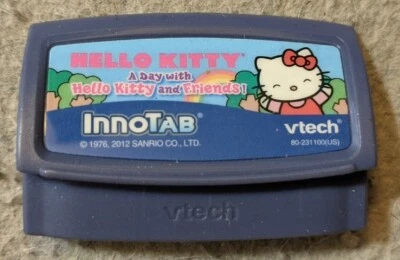 HELLO KITTY
A Day with
Hello Kitty and Friends!
INNOTAB®
vtech®
© 1976, 2012 SANRIO CO., LTD.
80-231100(US)
vtech